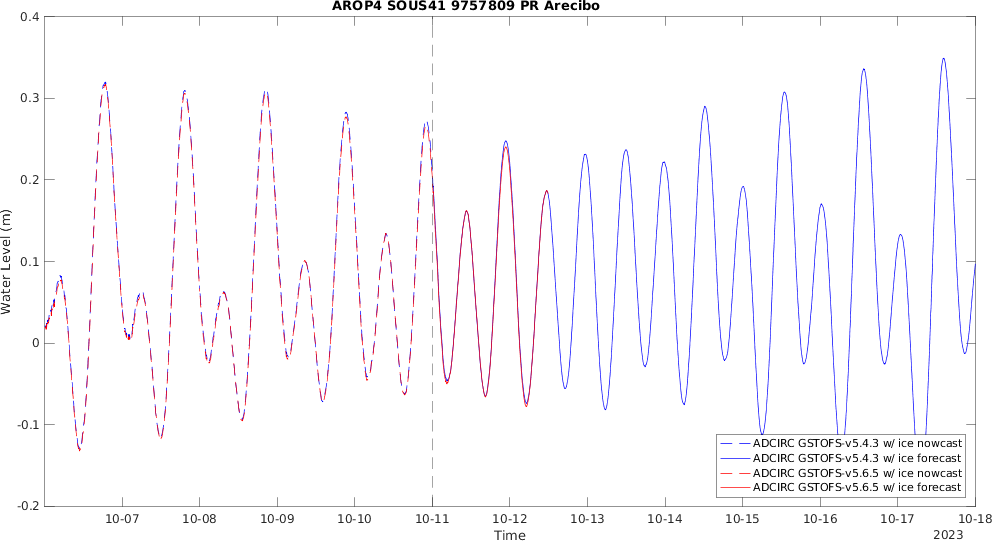 AROP4 SOUS41 9757809 PR Arecibo
Water Level (m)
0.4
0.3
0.2
0.1
0
-0.1
-0.2
10-07 10-08 10-09 10-10 10-11 10-12 10-13 10-14 10-15 10-16 10-17 10-18
Time
2023
ADCIRC GSTOFS-v5.4.3 w/ ice nowcast
ADCIRC GSTOFS-v5.4.3 w/ ice forecast
ADCIRC GSTOFS-v5.6.5 w/ ice nowcast
ADCIRC GSTOFS-v5.6.5 w/ ice forecast